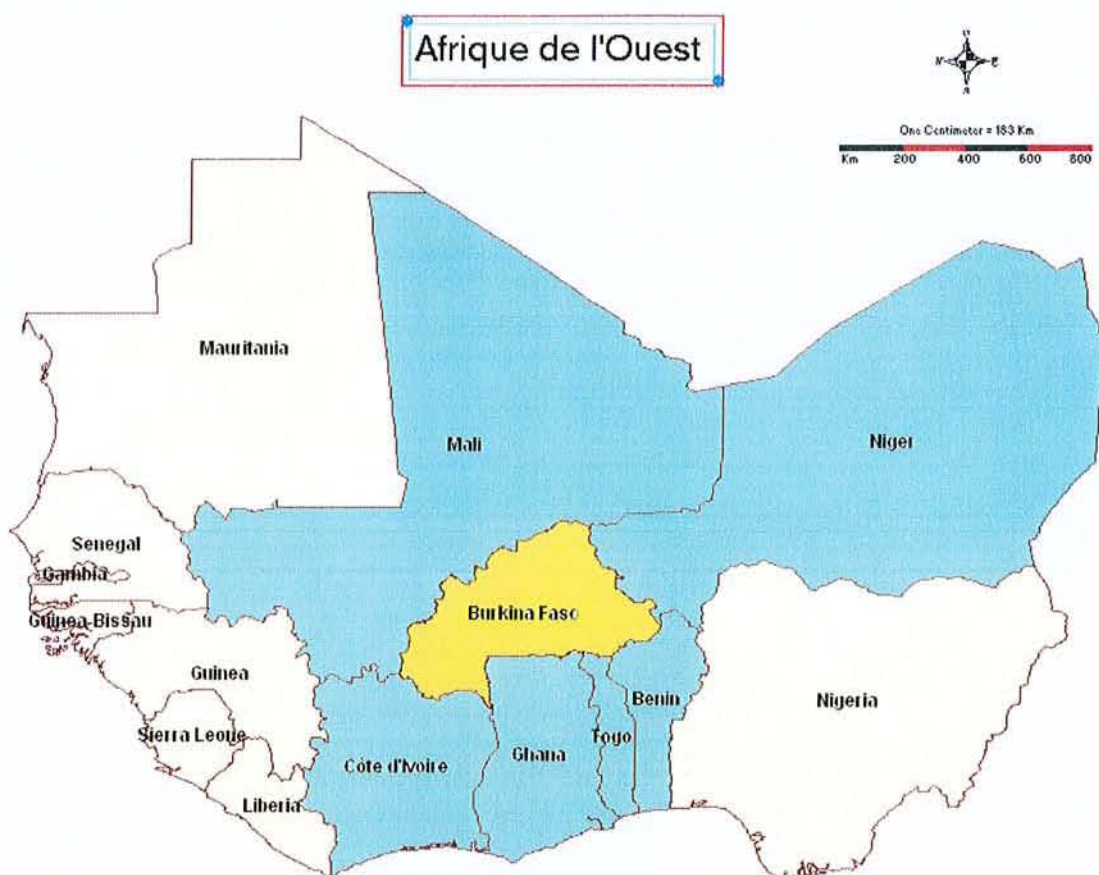 Afrique de l'Ouest
One Centimeter = 183 Km
Km 200 400 600 800
Mauritania
Mali
Niger
Senegal
Gambia
Guinea-Bissau
Burkina Faso
Guinea
Benin
Nigeria
Sierra Leone
Togo
Ghana
Côte d'Ivoire
Liberia